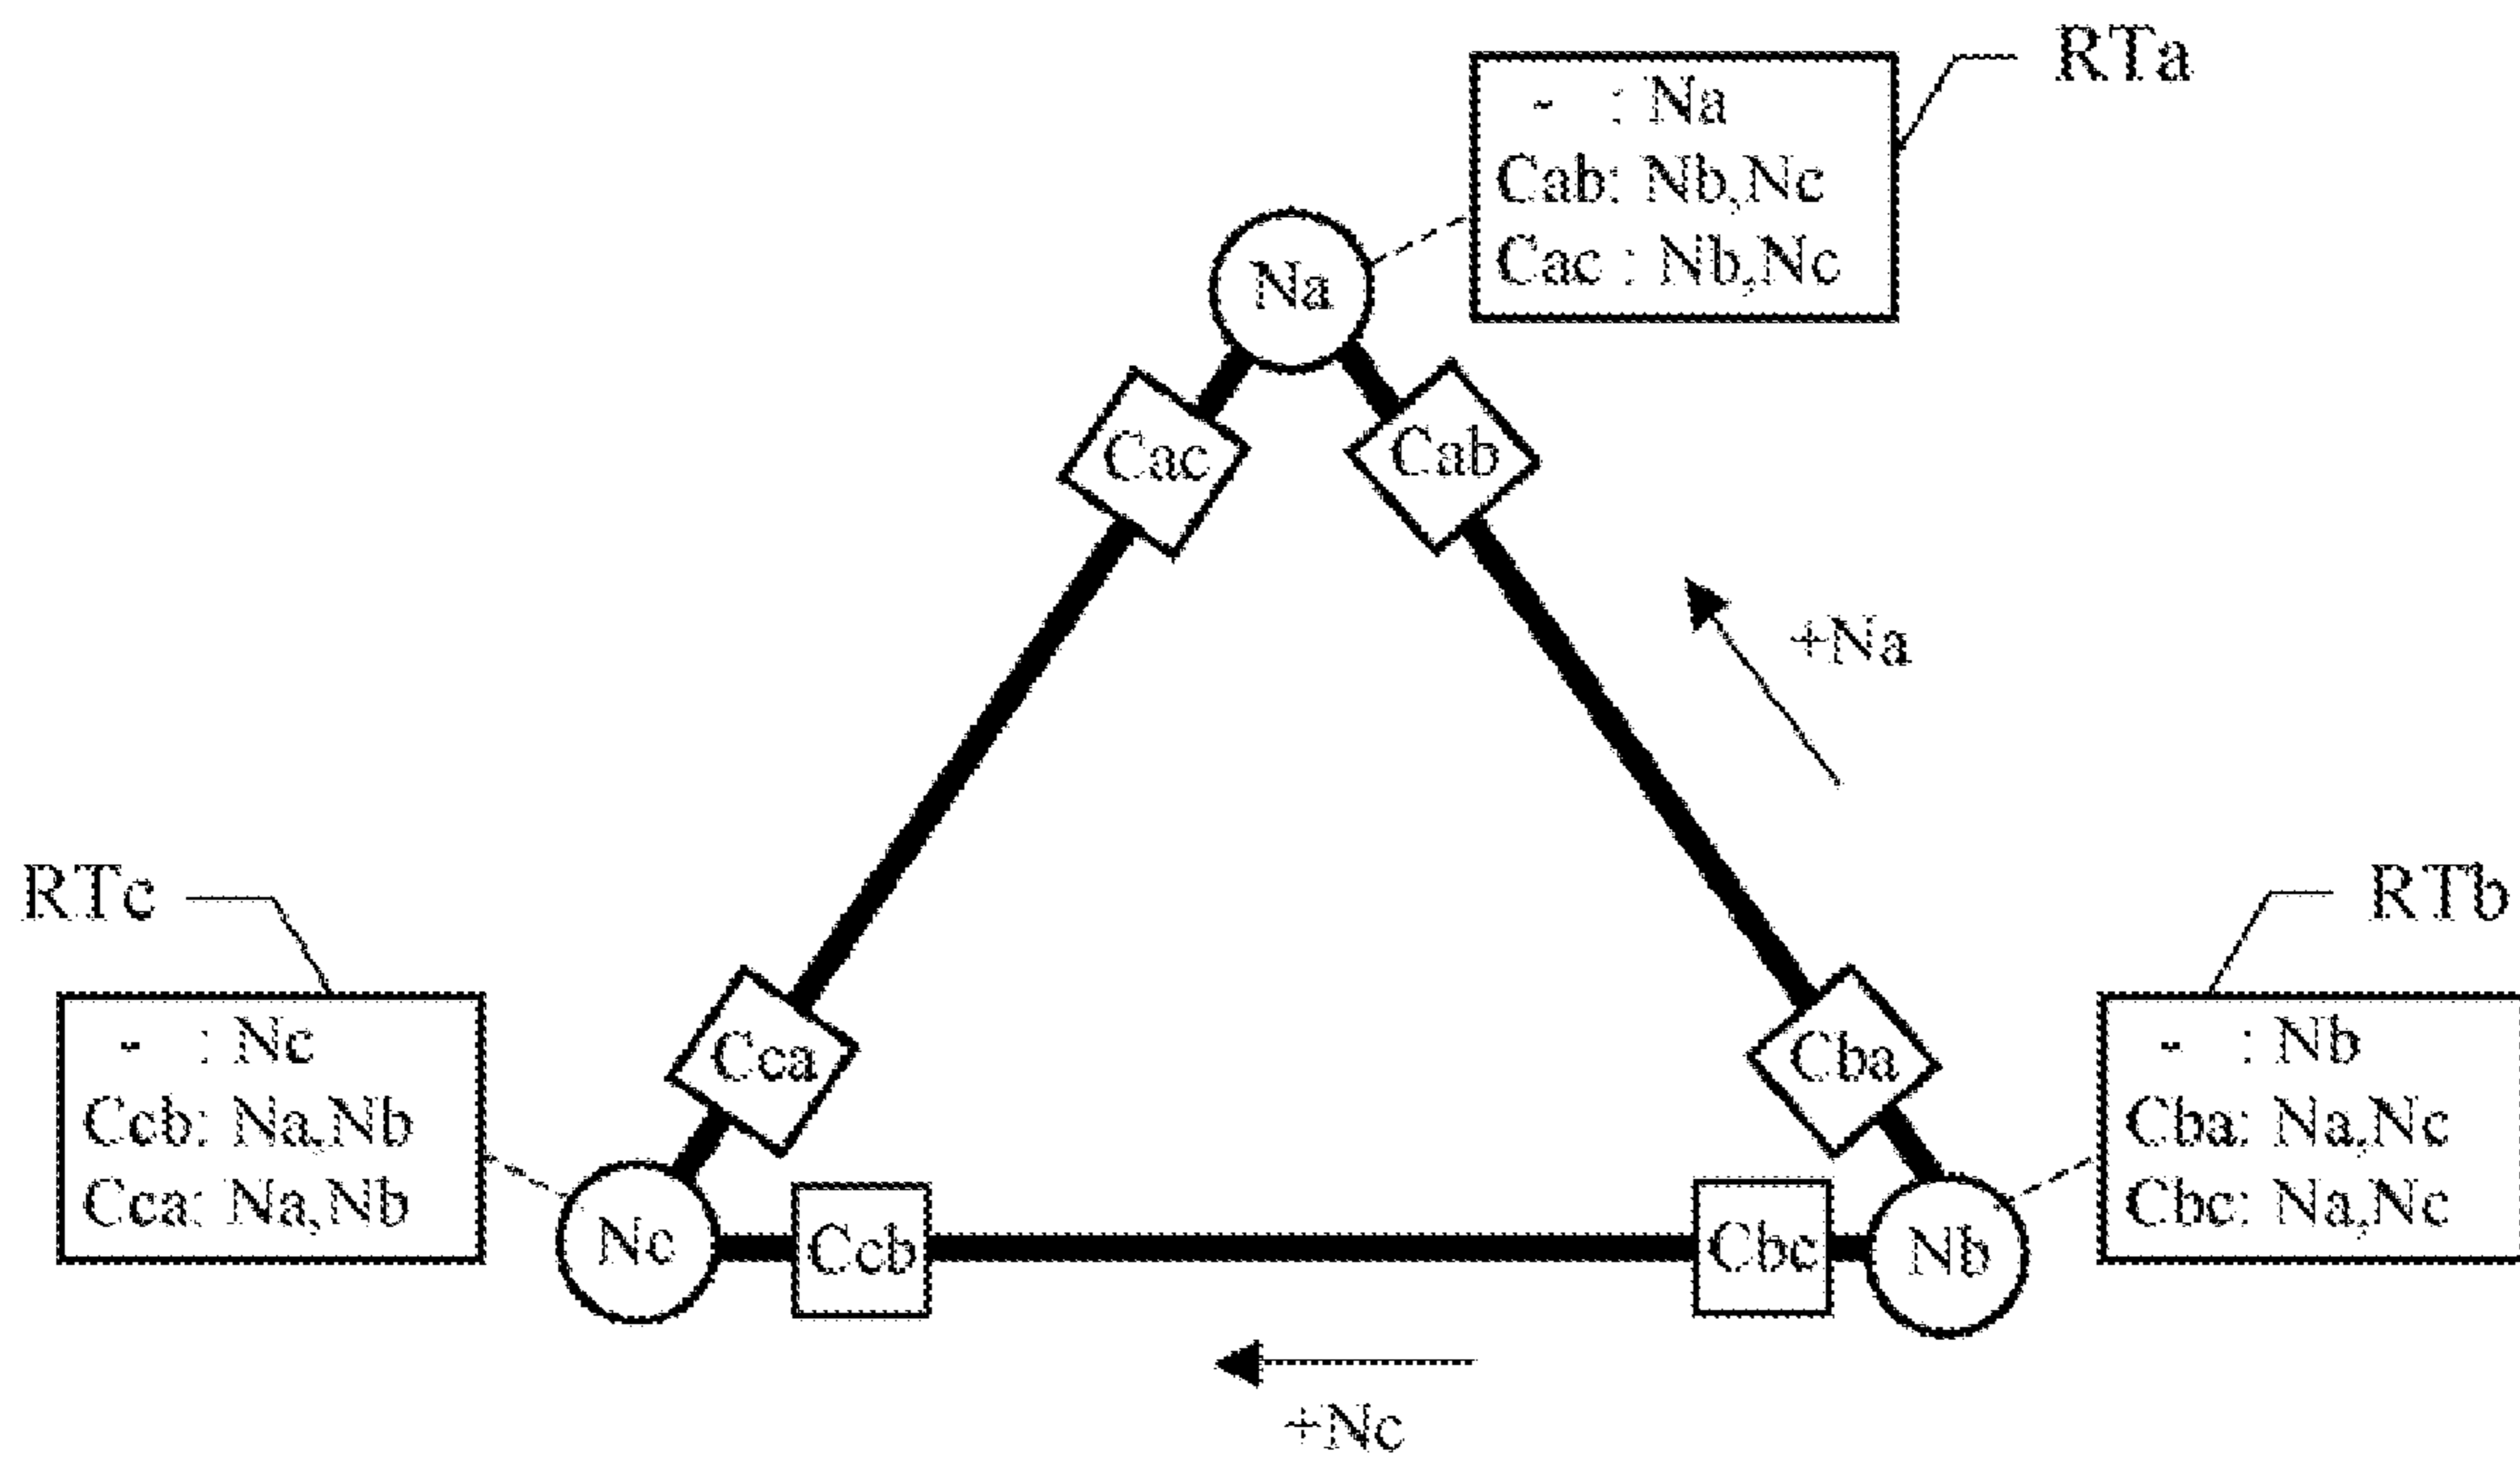 RTa
- : Na
Cab: Nb,Nc
Cac : Nb,Nc
Na
Cac
Cab
+Na
RTc
RTb
- : Nc
Ccb: Na,Nb
Cca: Na,Nb
Cca
Cba
- : Nb
Cba: Na,Nc
Cbc: Na,Nc
Nc
Ccb
Cbc
Nb
+Nc